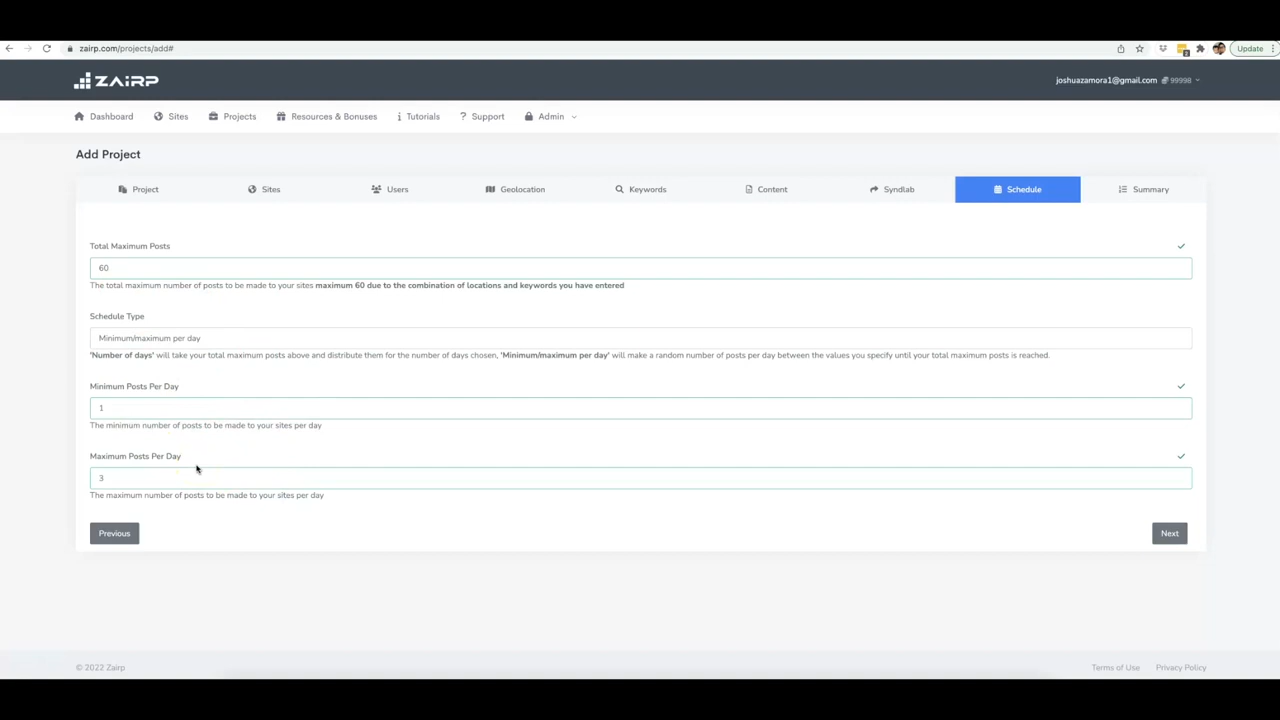 zairp.com/projects/add#
Update
ZAiRP
joshuazamora1@gmail.com 99998
Dashboard Sites Projects Resources & Bonuses Tutorials Support Admin
Add Project
Project Sites Users Geolocation Keywords Content Syndlab Schedule Summary
Total Maximum Posts
60
The total maximum number of posts to be made to your sites maximum 60 due to the combination of locations and keywords you have entered
Schedule Type
Minimum/maximum per day
'Number of days' will take your total maximum posts above and distribute them for the number of days chosen, 'Minimum/maximum per day' will make a random number of posts per day between the values you specify until your total maximum posts is reached.
Minimum Posts Per Day
1
The minimum number of posts to be made to your sites per day
Maximum Posts Per Day
3
The maximum number of posts to be made to your sites per day
Previous Next
© 2022 Zairp Terms of Use Privacy Policy